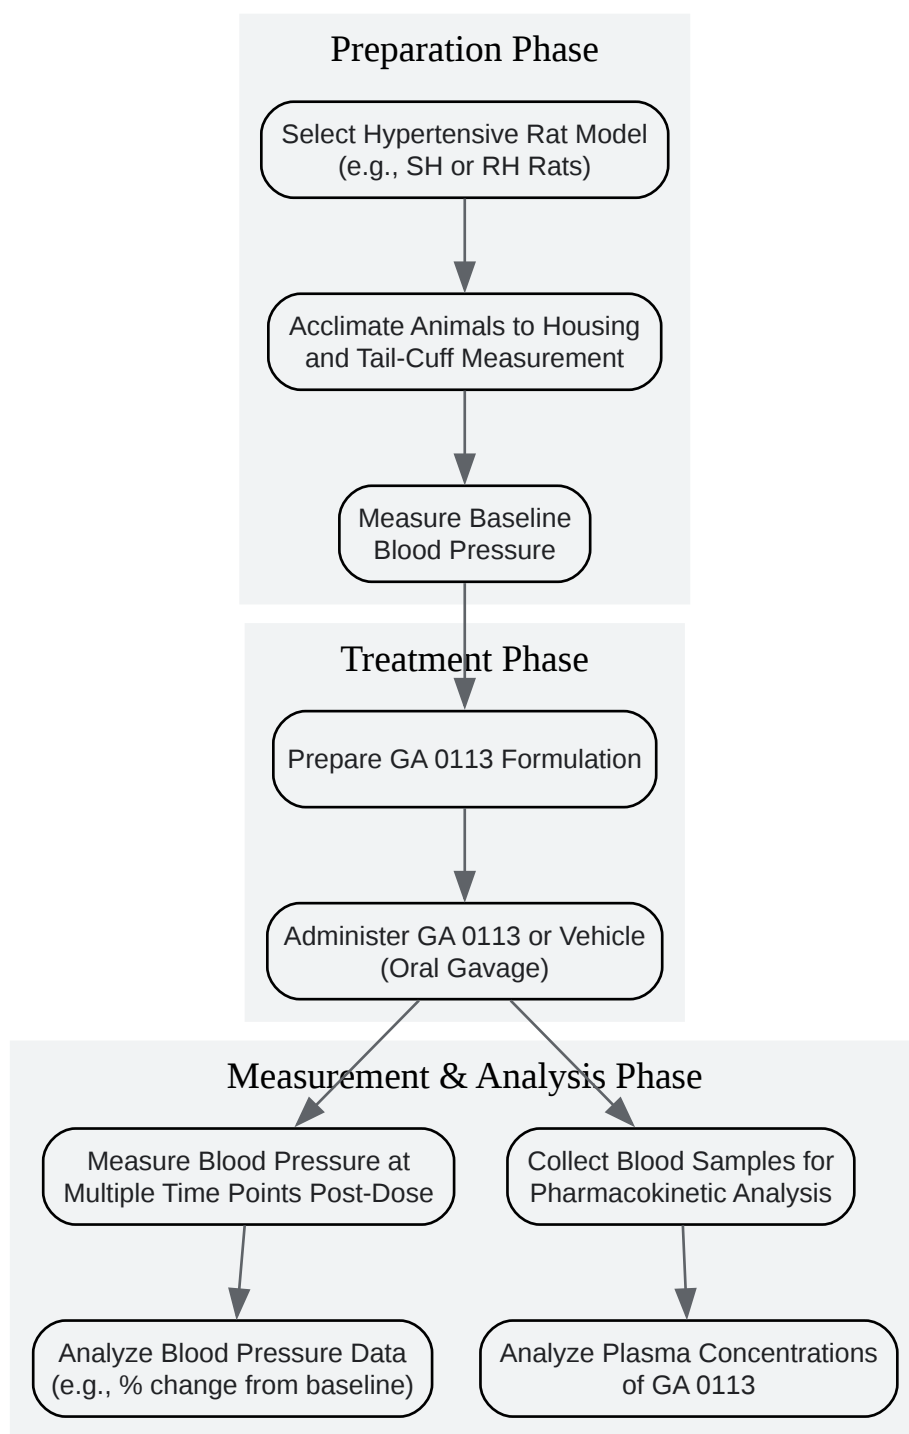 Preparation Phase
Select Hypertensive Rat Model
(e.g., SH or RH Rats)
Acclimate Animals to Housing
and Tail-Cuff Measurement
Measure Baseline
Blood Pressure
Treatment Phase
Prepare GA 0113 Formulation
Administer GA 0113 or Vehicle
(Oral Gavage)
Measurement & Analysis Phase
Measure Blood Pressure at
Multiple Time Points Post-Dose
Collect Blood Samples for
Pharmacokinetic Analysis
Analyze Blood Pressure Data
(e.g., % change from baseline)
Analyze Plasma Concentrations
of GA 0113